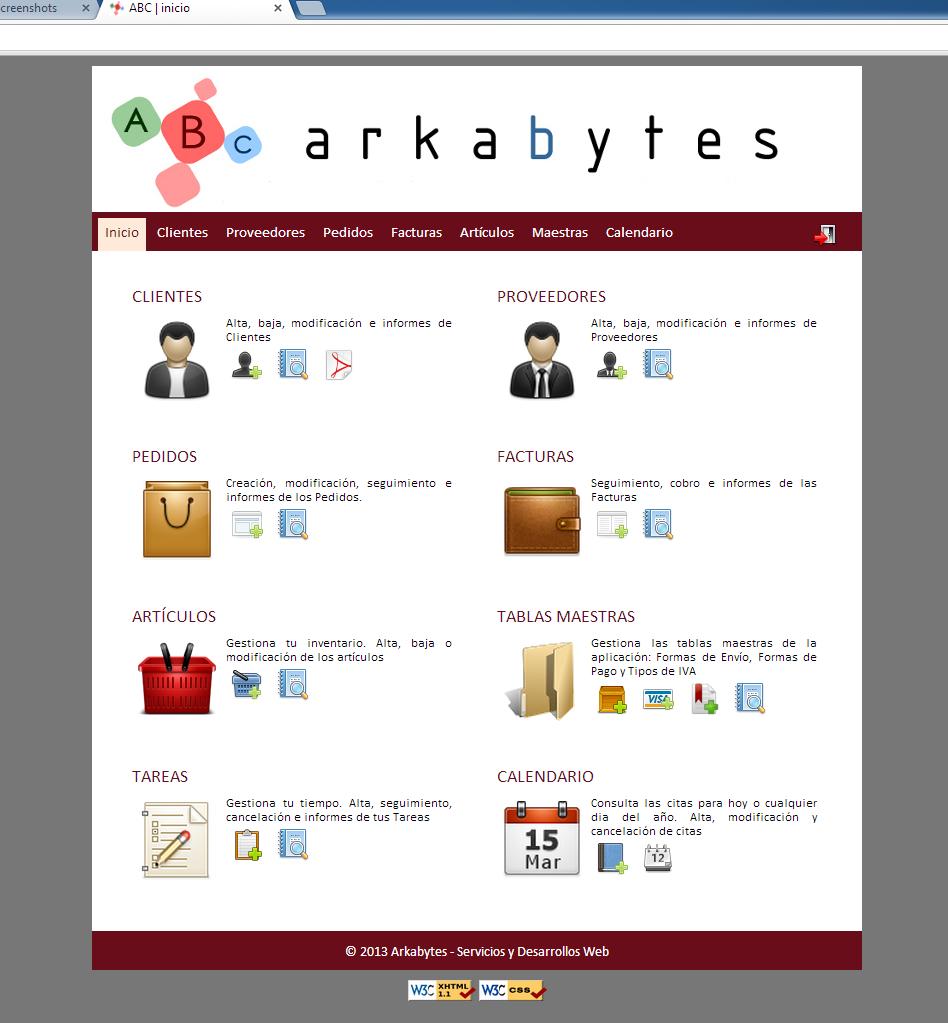 creenshots
ABC | inicio
A B C
arkabytes
Inicio Clientes Proveedores Pedidos Facturas Artículos Maestras Calendario
CLIENTES
Alta, baja, modificación e informes de
Clientes
PROVEEDORES
Alta, baja, modificación e informes de
Proveedores
PEDIDOS
Creación, modificación, seguimiento e
informes de los Pedidos.
FACTURAS
Seguimiento, cobro e informes de las
Facturas
ARTÍCULOS
Gestiona tu inventario. Alta, baja o
modificación de los artículos
TABLAS MAESTRAS
Gestiona las tablas maestras de la
aplicación: Formas de Envío, Formas de
Pago y Tipos de IVA
VISA
TAREAS
Gestiona tu tiempo. Alta, seguimiento,
cancelación e informes de tus Tareas
CALENDARIO
15
Mar
Consulta las citas para hoy o cualquier
dia del año. Alta, modificación y
cancelación de citas
12
© 2013 Arkabytes - Servicios y Desarrollos Web
W3C XHTML 1.1
W3C CSS